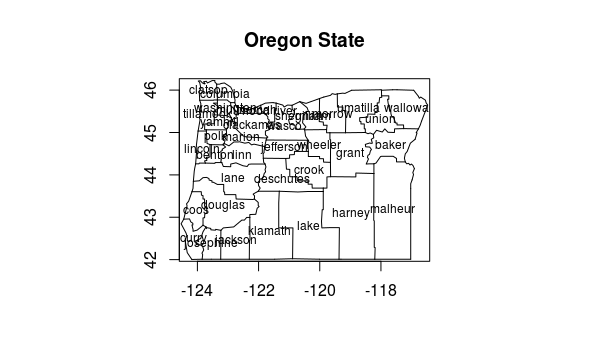 Oregon State
46
45
44
43
42
-124
-122
-120
-118
clatsop
columbia
tillamook
washington
hood river
sherman
morrow
umatilla
wallowa
union
yamhill
clackamas
wasco
polk
marion
jefferson
wheeler
baker
grant
lincoln
benton
linn
crook
lane
deschutes
douglas
coos
harney
malheur
lake
klamath
curry
josephine
jackson